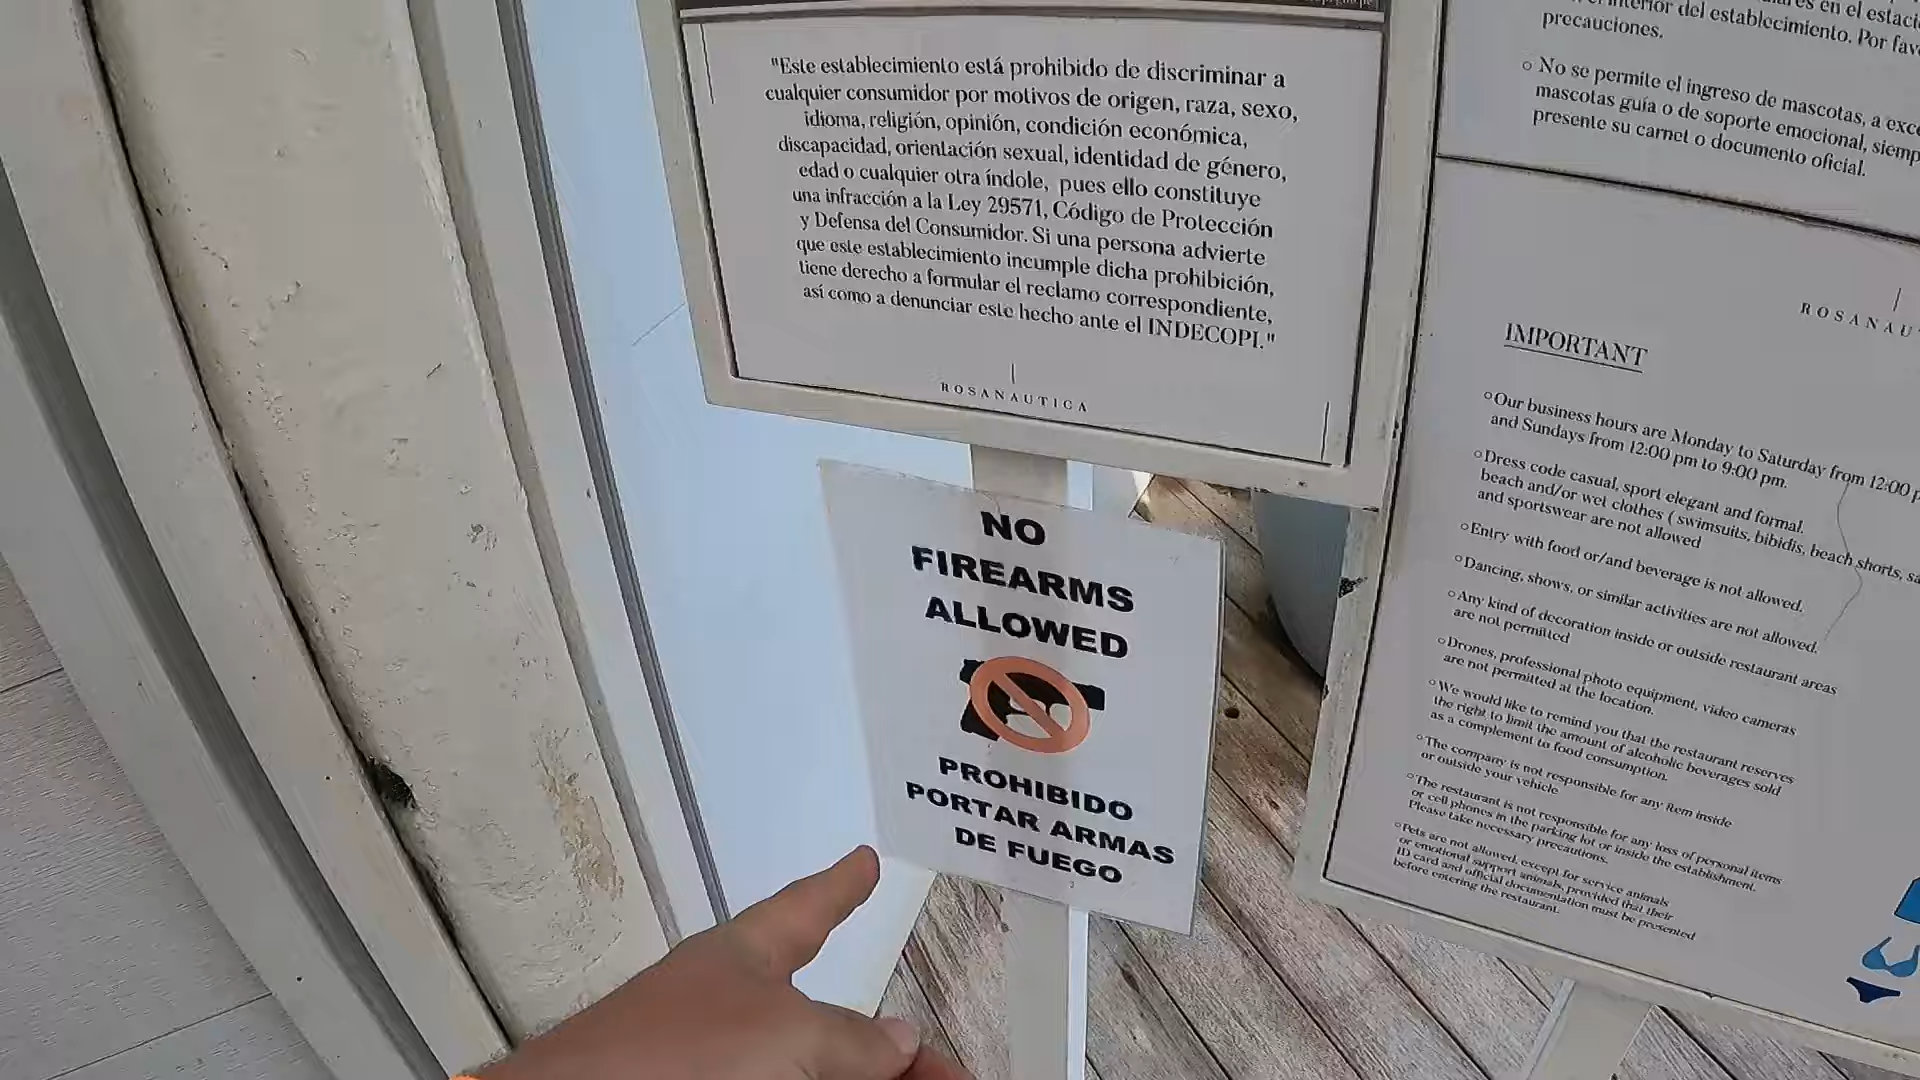 "Este establecimiento está prohibido de discriminar a
cualquier consumidor por motivos de origen, raza, sexo,
idioma, religión, opinión, condición económica,
discapacidad, orientación sexual, identidad de género,
edad o cualquier otra índole, pues ello constituye
una infracción a la Ley 29571, Código de Protección
y Defensa del Consumidor. Si una persona advierte
que este establecimiento incumple dicha prohibición,
tiene derecho a formular el reclamo correspondiente,
así como a denunciar este hecho ante el INDECOPI."
ROSANAUTICA
NO
FIREARMS
ALLOWED
PROHIBIDO
PORTAR ARMAS
DE FUEGO
en el
interior del establecimiento. Por
precauciones.
No se permite el ingreso de mascotas, a
mascotas guía o de soporte emocional,
presente su carnet o documento oficial.
IMPORTANT
Our business hours are Monday to Saturday from 12:00
and Sundays from 12:00 pm to 9:00 pm.
Dress code casual, sport elegant and formal.
beach and/or wet clothes ( swimsuits, bibidis, beach shorts,
and sportswear are not allowed
Entry with food or/and beverage is not allowed.
Dancing, shows, or similar activities are not allowed.
Any kind of decoration inside or outside restaurant areas
are not permitted
Drones, professional photo equipment, video cameras
are not permitted at the location.
We would like to remind you that the restaurant reserves
the right to limit the amount of alcoholic beverages sold
as a complement to food consumption.
The company is not responsible for any item inside
or outside your vehicle
The restaurant is not responsible for any loss of personal items
or cell phones in the parking lot or inside the establishment.
Please take necessary precautions.
Pets are not allowed, except for service animals
or emotional support animals, provided that their
ID card and official documentation must be presented
before entering the restaurant.